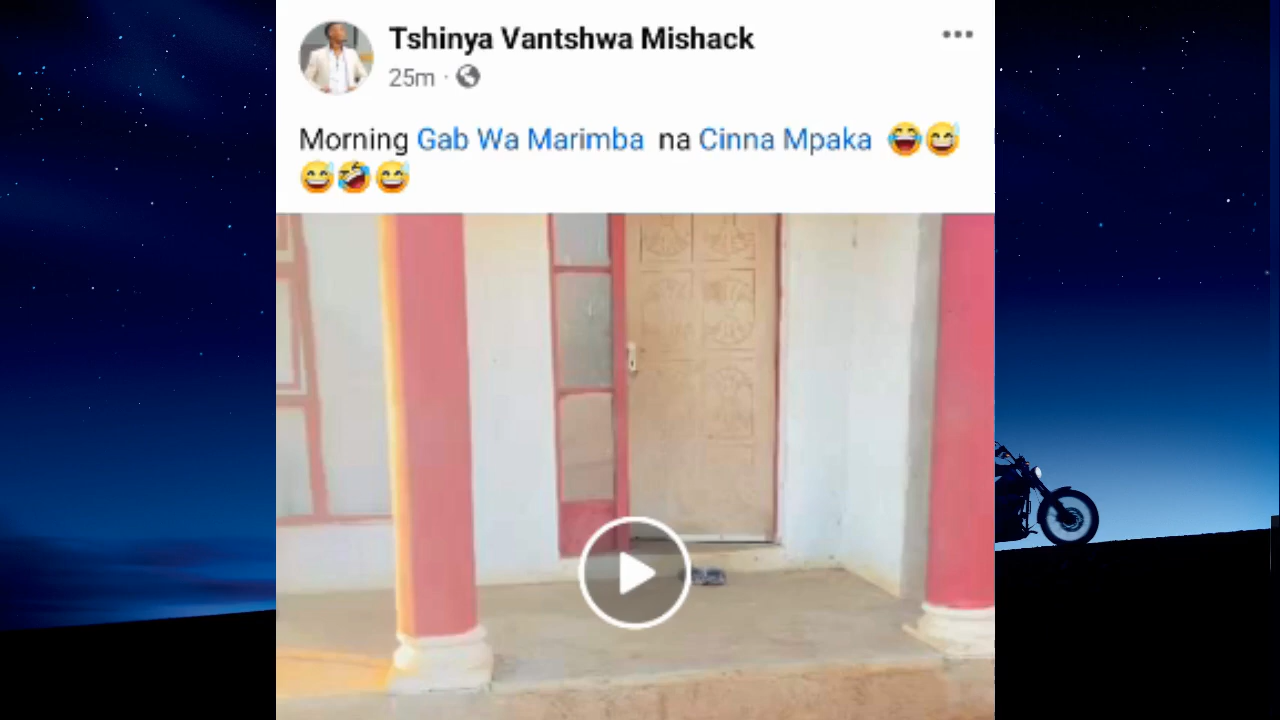 Tshinya Vantshwa Mishack
25m ·
Morning Gab Wa Marimba na Cinna Mpaka 😂😅
😅🤣😅